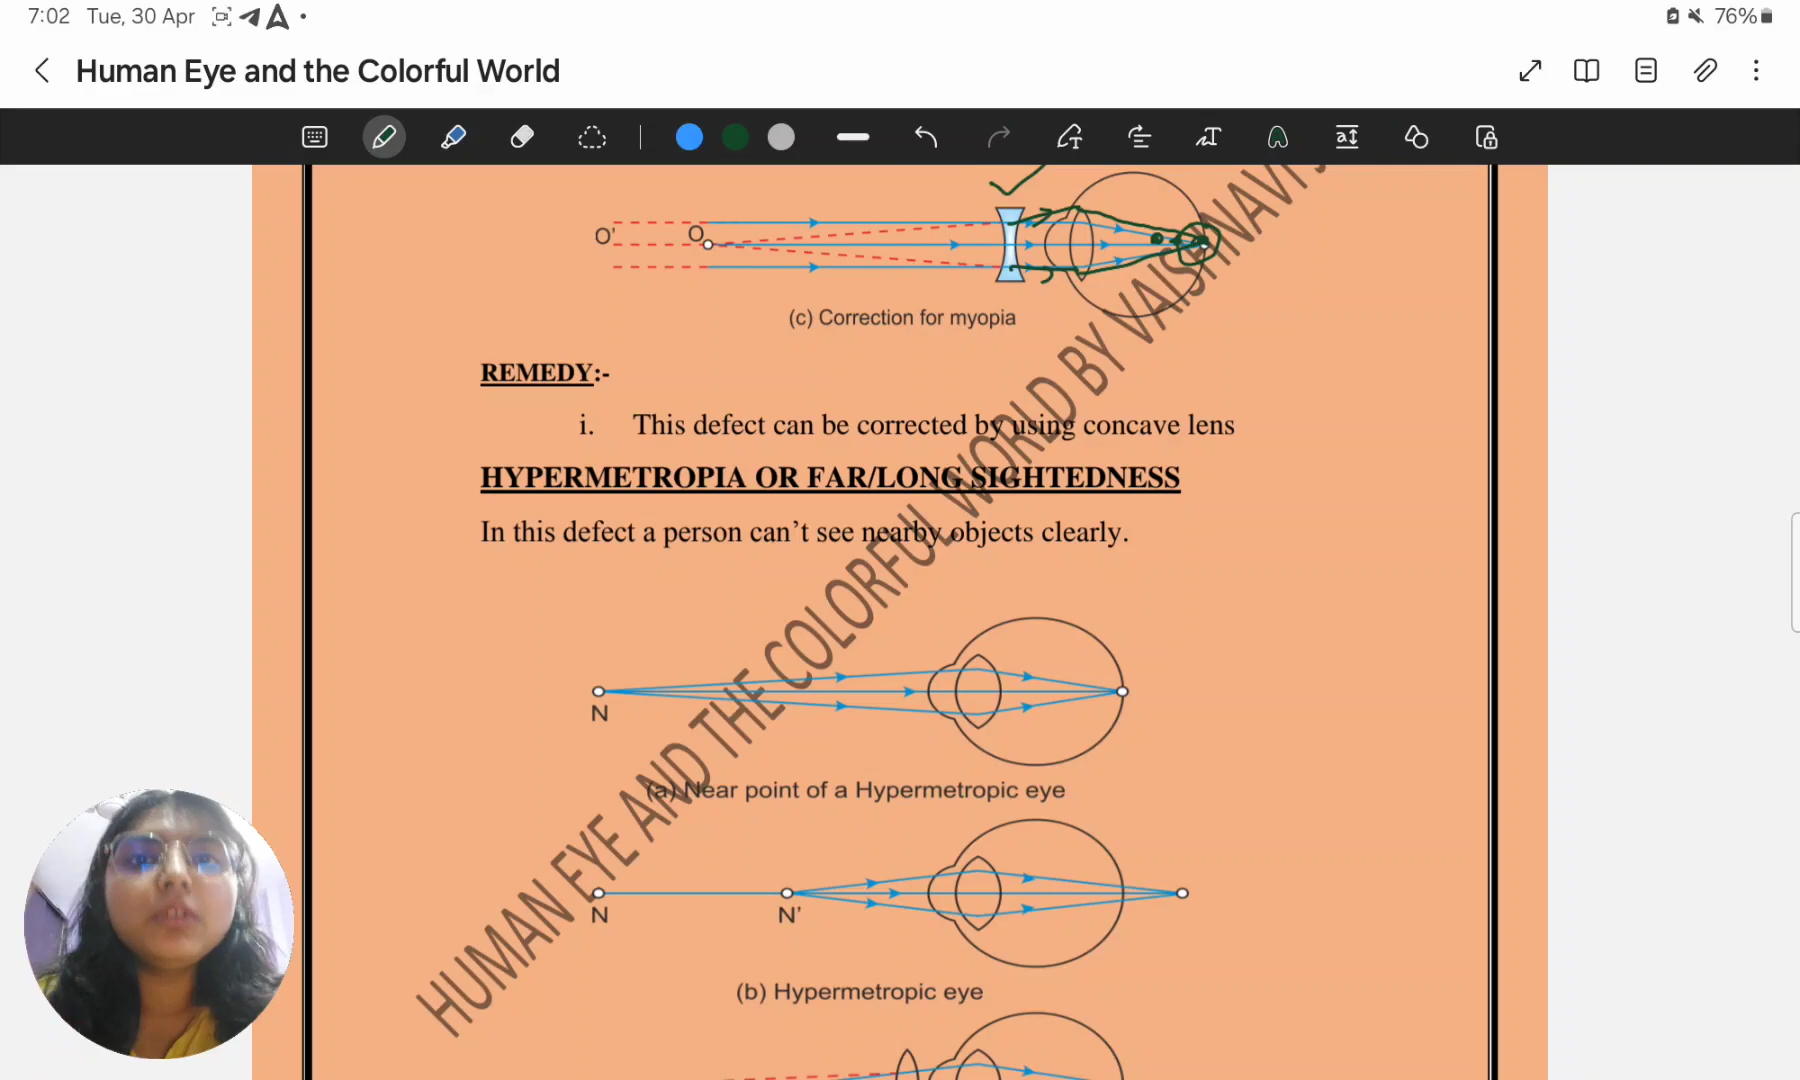 7:02 Tue, 30 Apr 76%
Human Eye and the Colorful World
O' O
(c) Correction for myopia
REMEDY:-
i. This defect can be corrected by using concave lens
HYPERMETROPIA OR FAR/LONG SIGHTEDNESS
In this defect a person can't see nearby objects clearly.
N
(a) Near point of a Hypermetropic eye
N N'
(b) Hypermetropic eye
HUMAN EYE AND THE COLORFUL WORLD BY VAISHNAVI